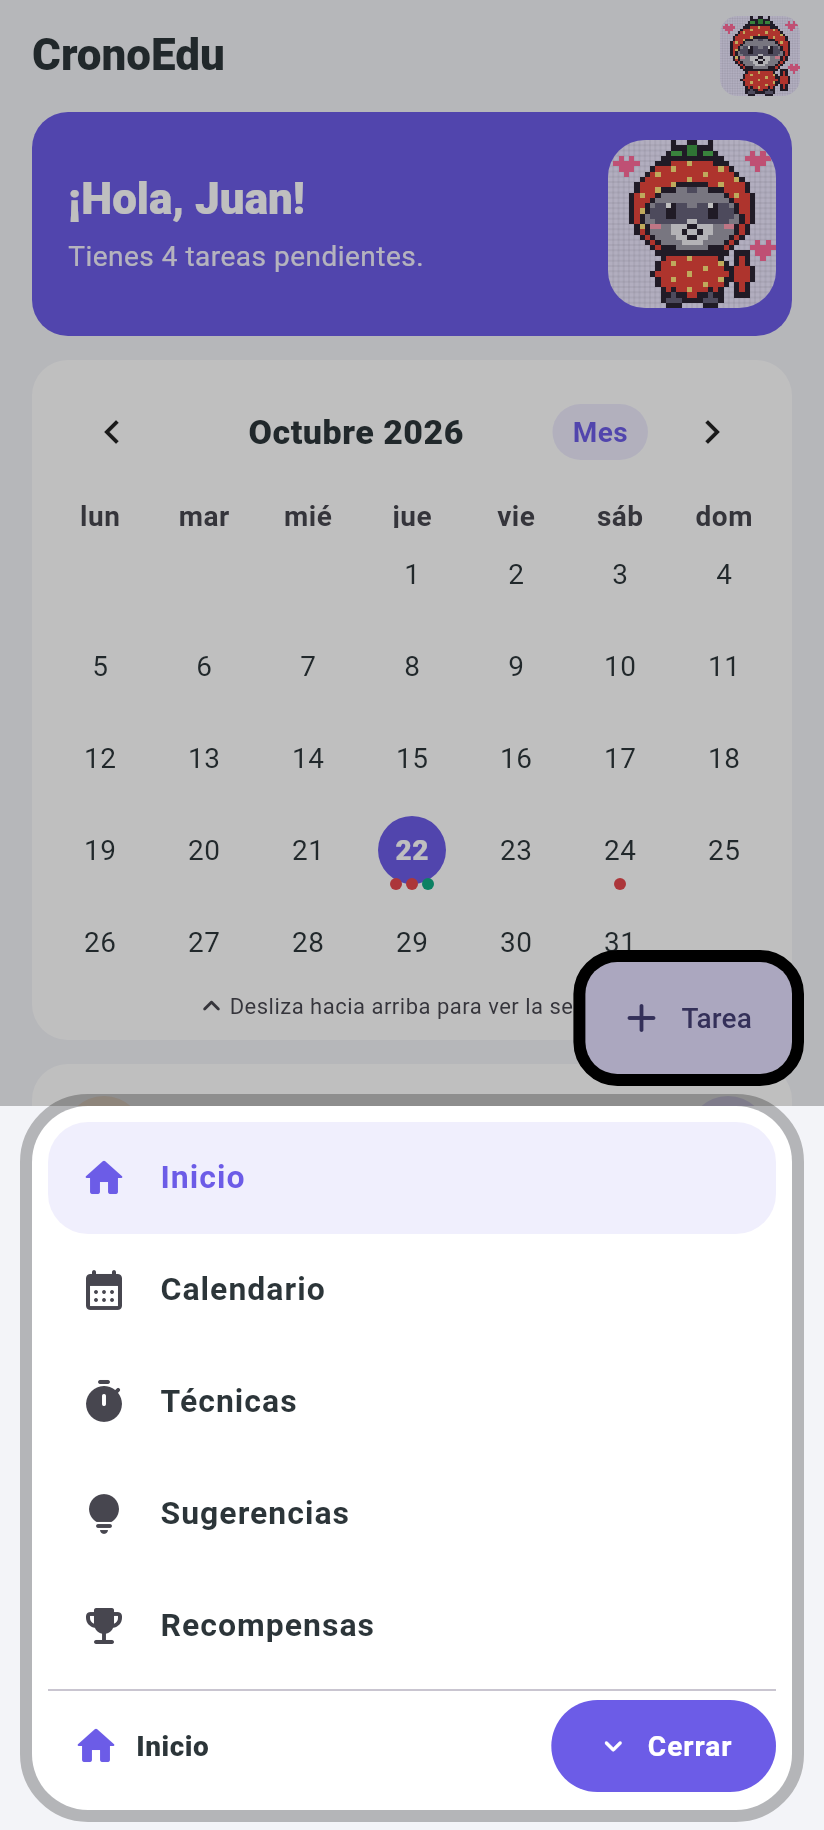 CronoEdu
¡Hola, Juan!
Tienes 4 tareas pendientes.
Octubre 2026 Mes
lun mar mié jue vie sáb dom
1 2 3 4
5 6 7 8 9 10 11
12 13 14 15 16 17 18
19 20 21 22 23 24 25
26 27 28 29 30 31
Desliza hacia arriba para ver la se
Tarea
Inicio
Calendario
Técnicas
Sugerencias
Recompensas
Inicio Cerrar